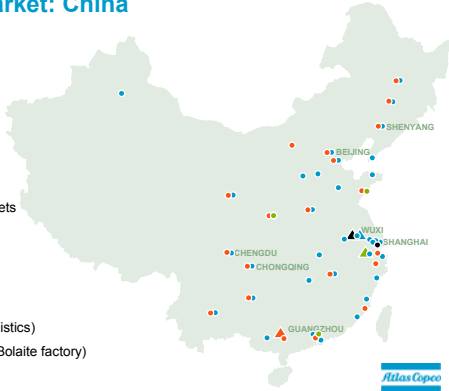 arket: China
SHENYANG
BEIJING
ets
WUXI
SHANGHAI
CHENGDU
CHONGQING
istics)
GUANGZHOU
Bolaite factory)
Atlas Copco